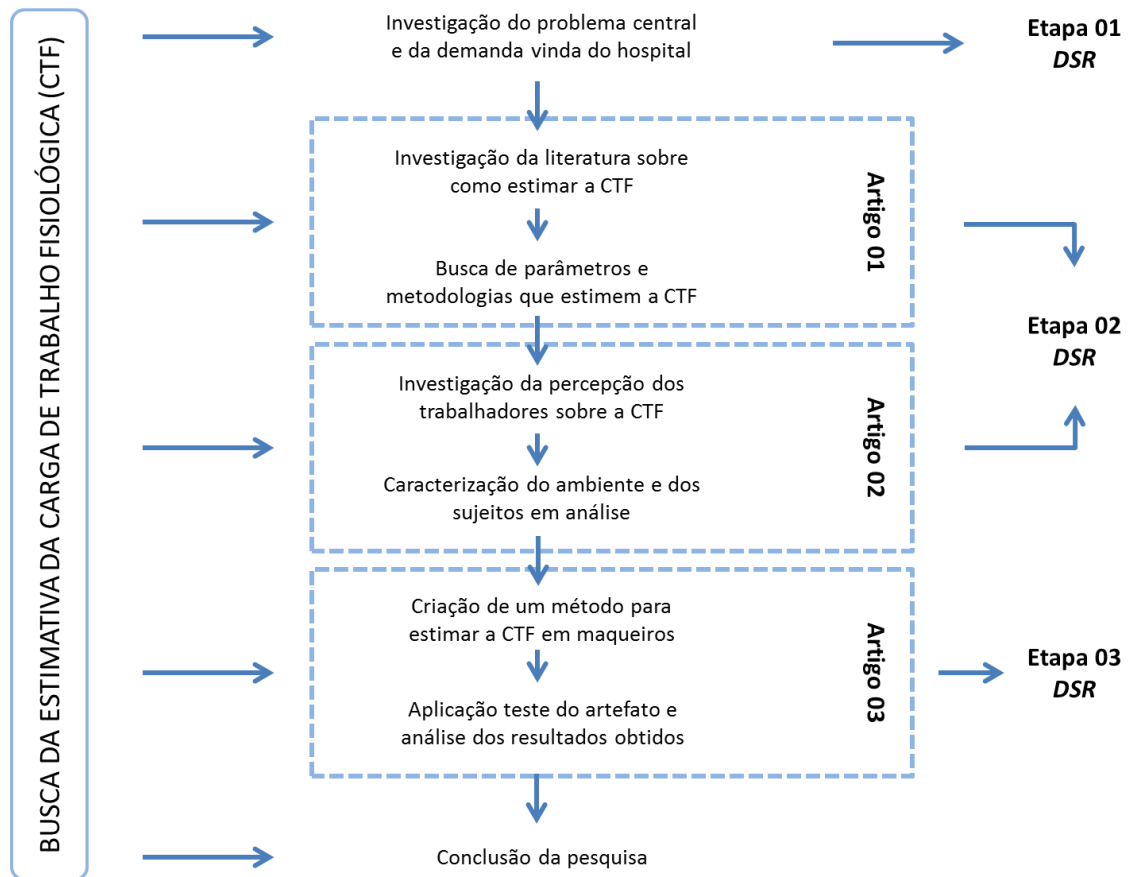 BUSCA DA ESTIMATIVA DA CARGA DE TRABALHO FISIOLÓGICA (CTF)
Investigação do problema central
e da demanda vinda do hospital
Etapa 01
DSR
Investigação da literatura sobre
como estimar a CTF
Busca de parâmetros e
metodologias que estimem a CTF
Artigo 01
Etapa 02
DSR
Investigação da percepção dos
trabalhadores sobre a CTF
Caracterização do ambiente e dos
sujeitos em análise
Artigo 02
Criação de um método para
estimar a CTF em maqueiros
Aplicação teste do artefato e
análise dos resultados obtidos
Artigo 03
Etapa 03
DSR
Conclusão da pesquisa